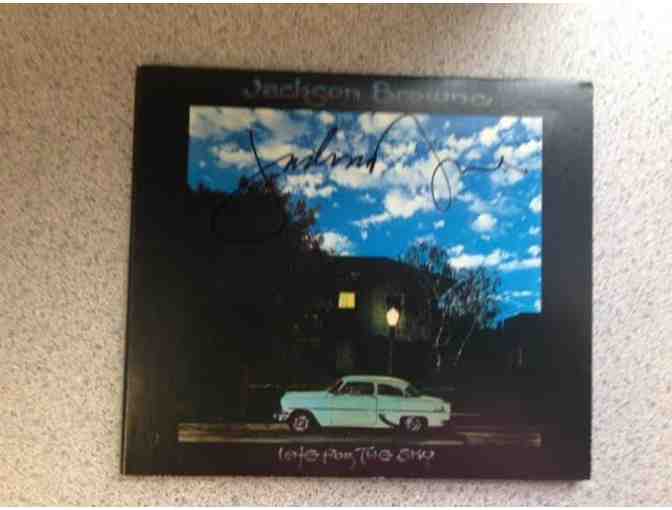 Jackson Browne
late for The Sky